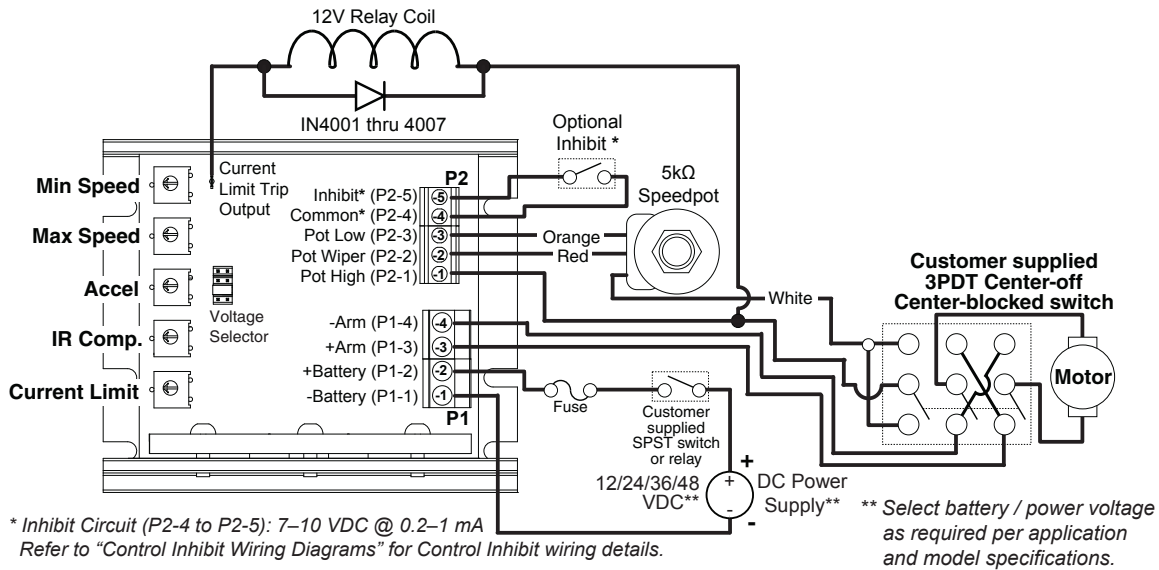 12V Relay Coil
IN4001 thru 4007
Min Speed
Max Speed
Accel
IR Comp.
Current Limit
Current
Limit Trip
Output
Voltage
Selector
P2
Inhibit* (P2-5)
Common* (P2-4)
Pot Low (P2-3)
Pot Wiper (P2-2)
Pot High (P2-1)
-5
-4
-3
-2
-1
-Arm (P1-4)
+Arm (P1-3)
+Battery (P1-2)
-Battery (P1-1)
-4
-3
-2
-1
P1
Optional
Inhibit *
5kΩ
Speedpot
Orange
Red
White
Fuse
Customer
supplied
SPST switch
or relay
12/24/36/48
VDC**
+
+
-
-
DC Power
Supply**
Customer supplied
3PDT Center-off
Center-blocked switch
Motor
* Inhibit Circuit (P2-4 to P2-5): 7–10 VDC @ 0.2–1 mA
Refer to “Control Inhibit Wiring Diagrams” for Control Inhibit wiring details.
** Select battery / power voltage
as required per application
and model specifications.